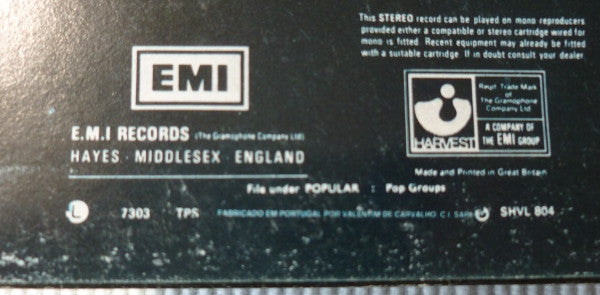 This STEREO record can be played on mono reproducers
provided either a compatible or stereo cartridge wired for
mono is fitted. Recent equipment may already be fitted
with a suitable cartridge. If in doubt consult your dealer
EMI
E.M.I RECORDS (The Gramophone Company Ltd)
HAYES · MIDDLESEX · ENGLAND
Regd. Trade Mark
of The
Gramophone
Company Ltd
HARVEST
A COMPANY OF
THE EMI GROUP
Made and Printed in Great Britain
File under POPULAR : Pop Groups
L 7303 TPS FABRICADO EM PORTUGAL POR VALENTIM DE CARVALHO C.I. SARL SHVL 804